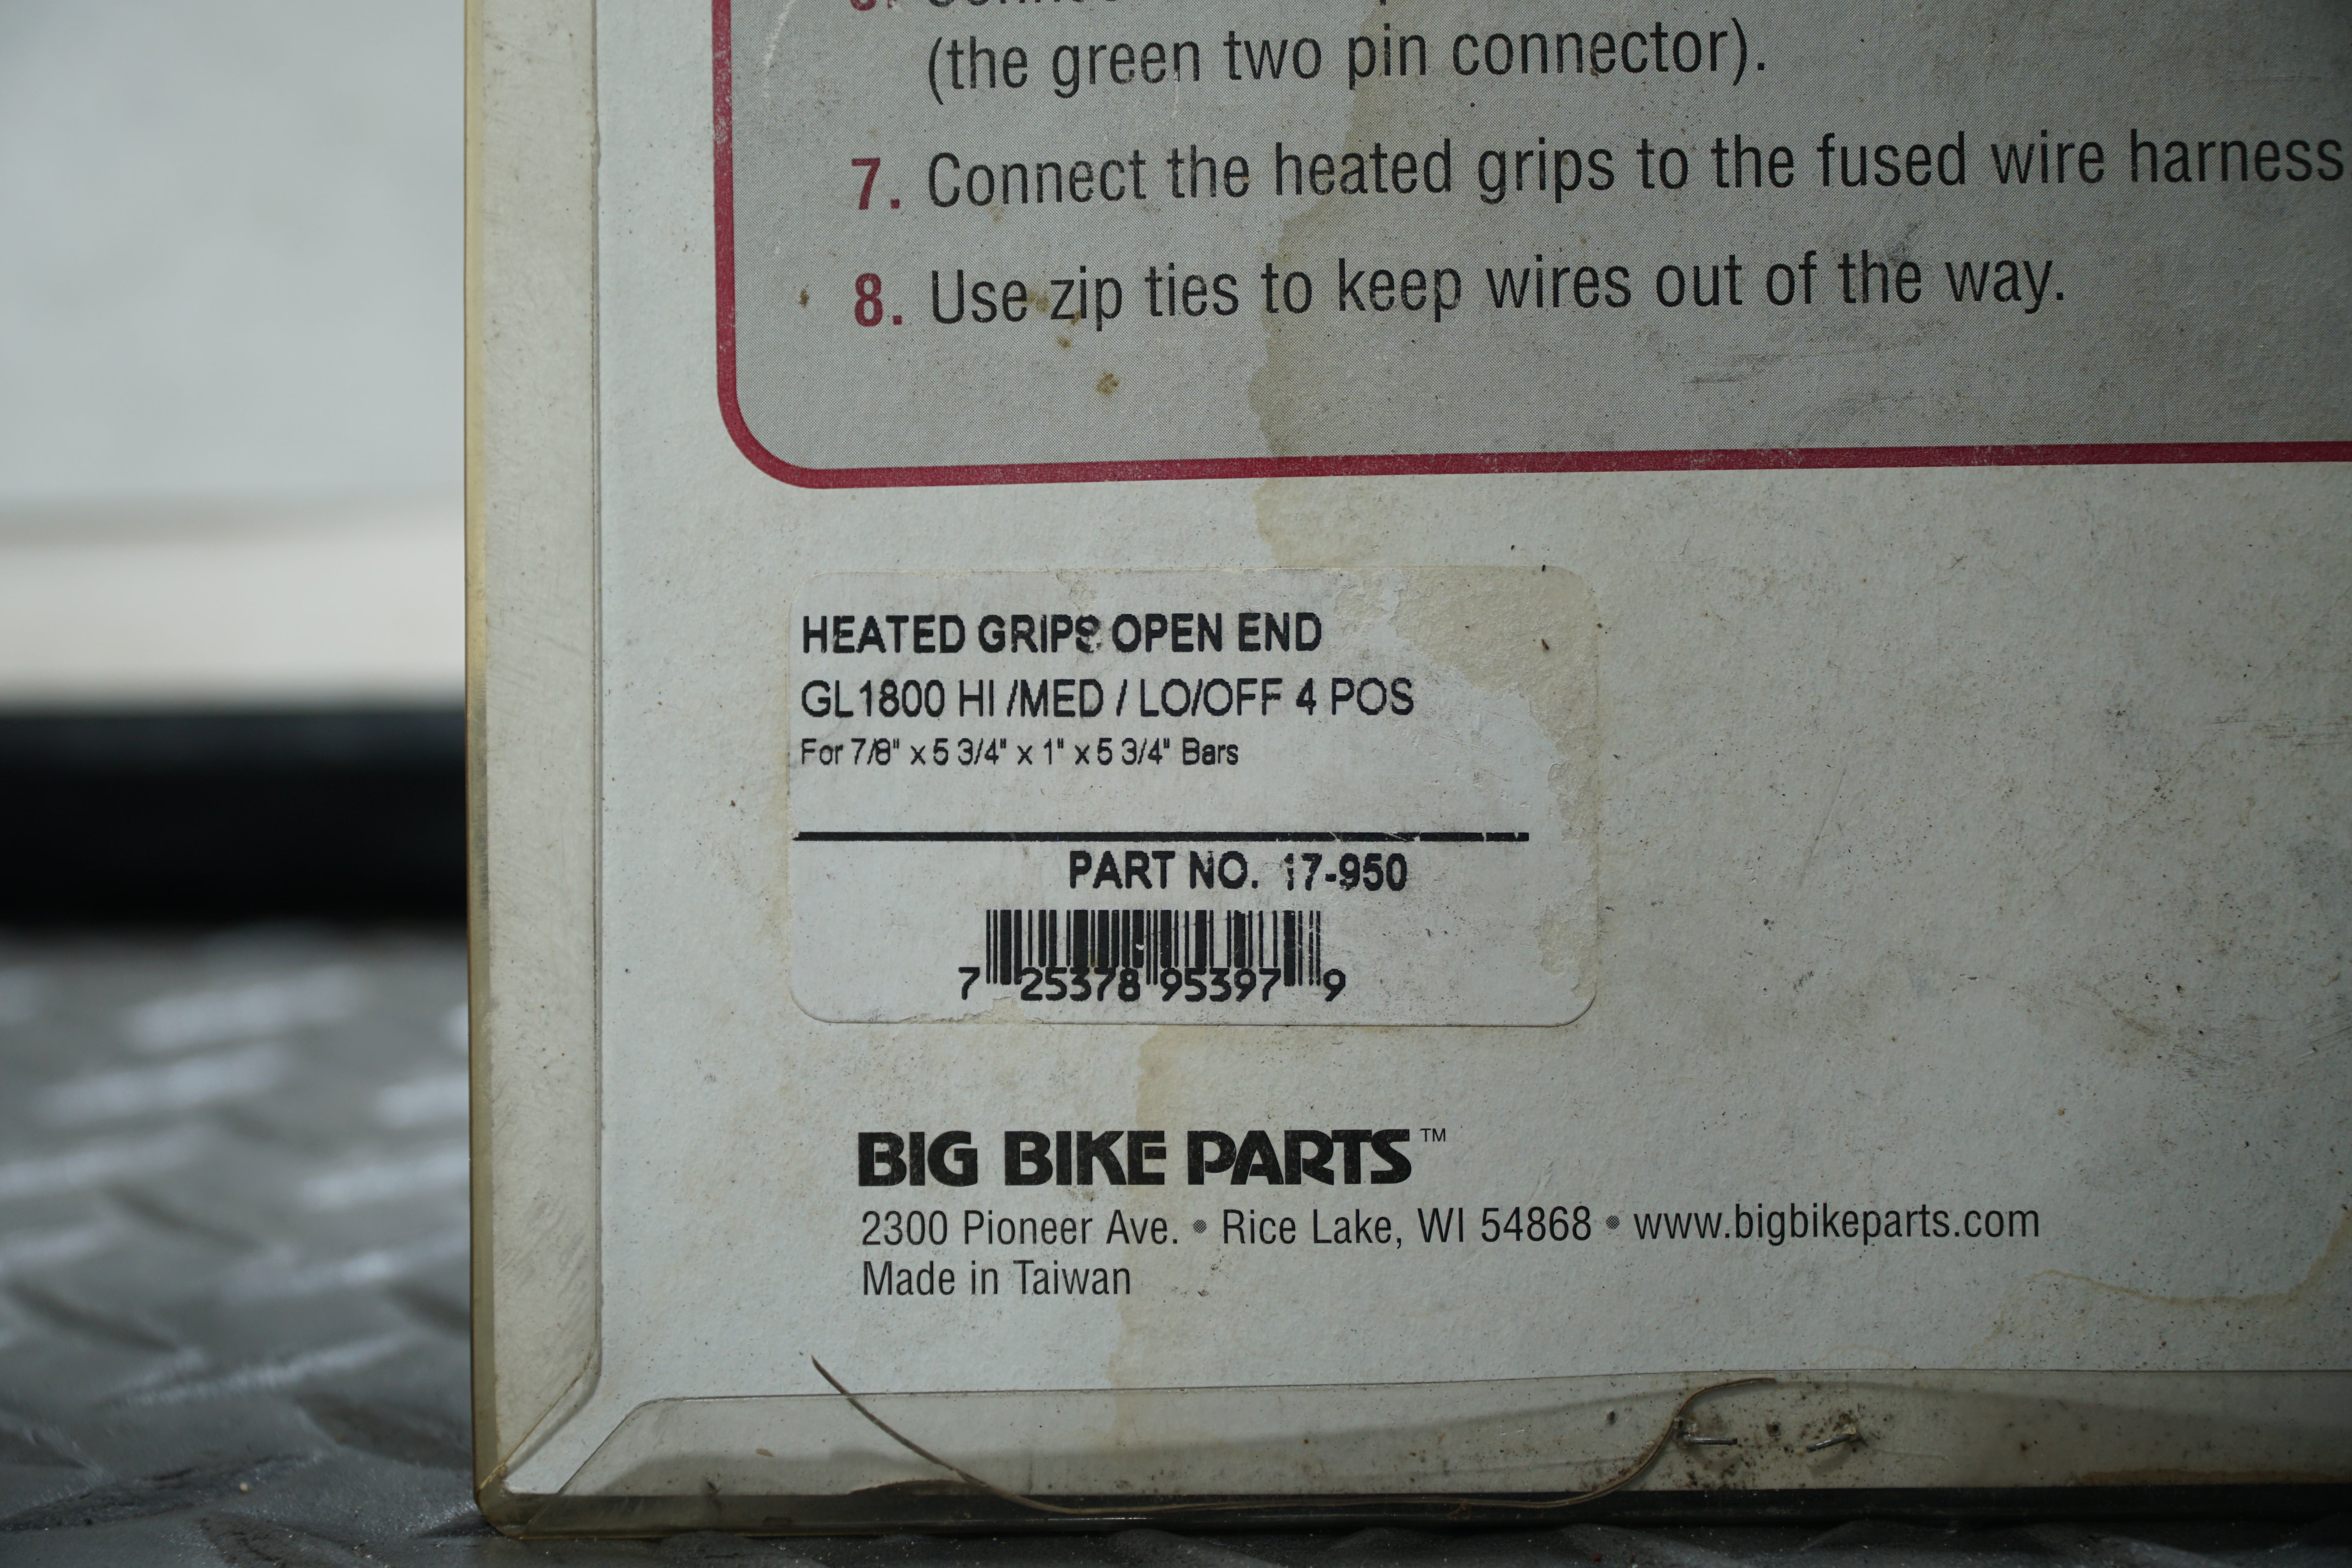 (the green two pin connector).
7. Connect the heated grips to the fused wire harness
8. Use zip ties to keep wires out of the way.
HEATED GRIPS OPEN END
GL1800 HI /MED / LO/OFF 4 POS
For 7/8" x 5 3/4" x 1" x 5 3/4" Bars
PART NO. 17-950
7 25378 95397 9
BIG BIKE PARTS™
2300 Pioneer Ave. • Rice Lake, WI 54868 • www.bigbikeparts.com
Made in Taiwan